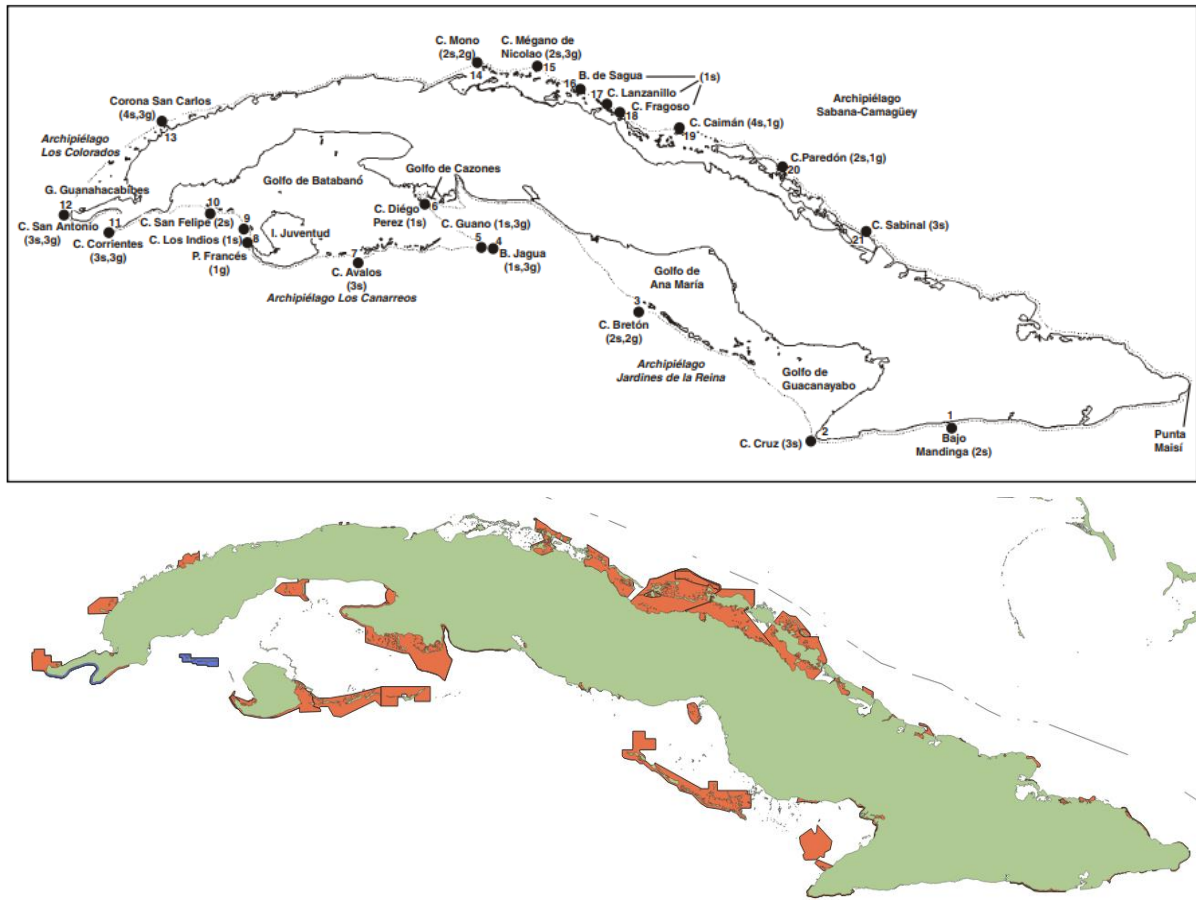 C. Mono
(2s,2g)
14
C. Mégano de
Nicolao (2s,3g)
15
B. de Sagua
16
(1s)
C. Lanzanillo
17
C. Fragoso
18
Archipiélago
Sabana-Camagüey
C. Caimán (4s,1g)
19
C.Paredón (2s,1g)
20
C. Sabinal (3s)
21
Corona San Carlos
(4s,3g)
13
Archipiélago
Los Colorados
G. Guanahacabibes
12
C. San Antonio
(3s,3g)
11
C. Corrientes
(3s,3g)
10
C. San Felipe (2s)
9
C. Los Indios (1s)
8
P. Francés
(1g)
Golfo de Batabanó
I. Juventud
Golfo de Cazones
6
C. Diégo
Perez (1s)
C. Guano (1s,3g)
5
4
B. Jagua
(1s,3g)
7
C. Avalos
(3s)
Archipiélago Los Canarreos
Golfo de
Ana María
3
C. Bretón
(2s,2g)
Archipiélago
Jardines de la Reina
Golfo de
Guacanayabo
2
C. Cruz (3s)
1
Bajo
Mandinga (2s)
Punta
Maisí